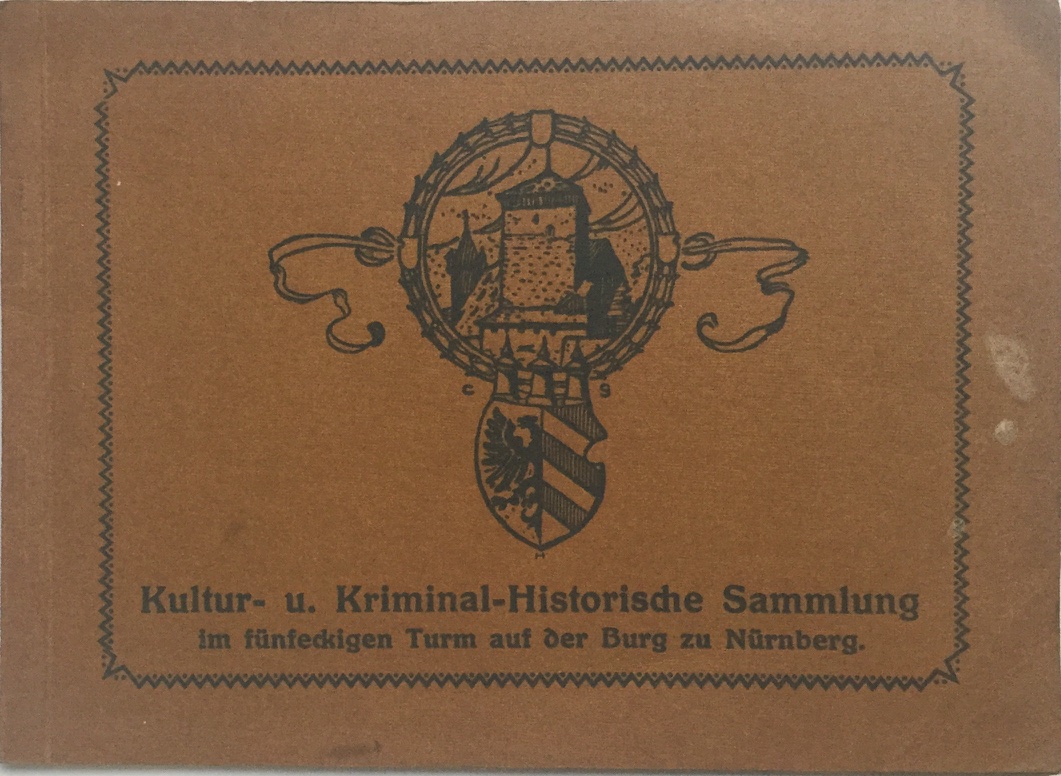 c g
H
Kultur- u. Kriminal-Historische Sammlung
im fünfeckigen Turm auf der Burg zu Nürnberg.